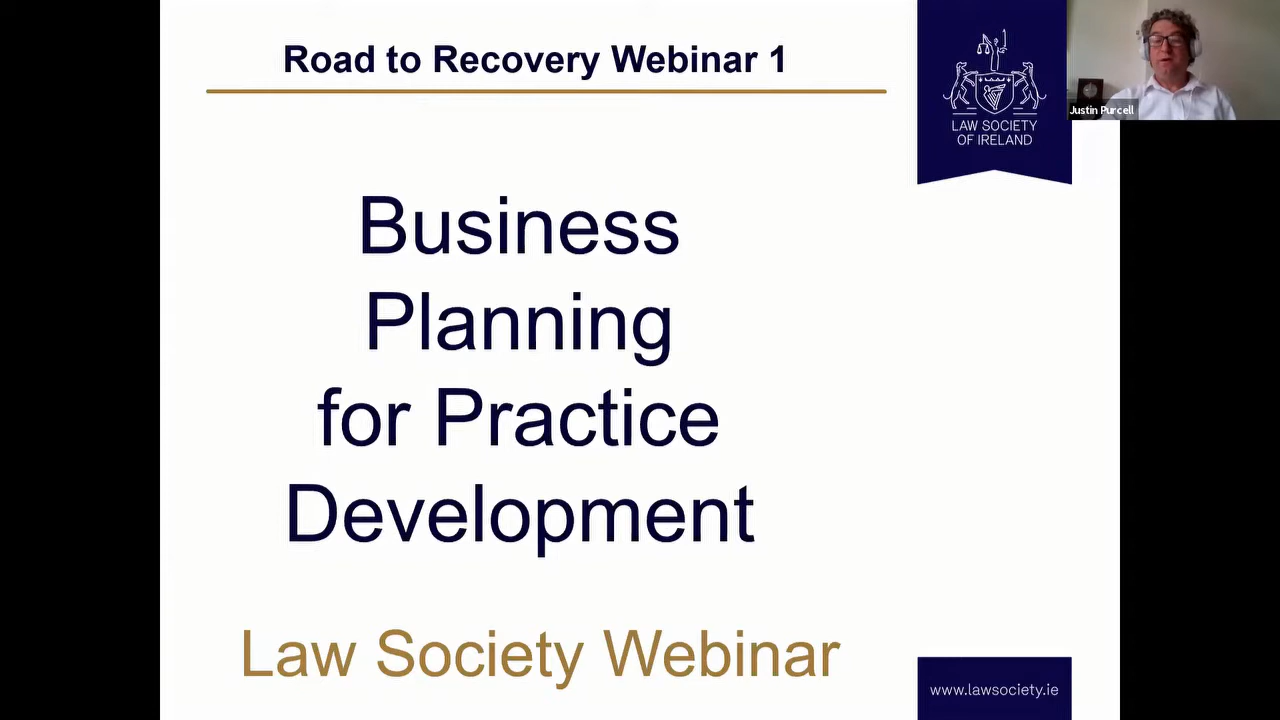 Road to Recovery Webinar 1
LAW SOCIETY
OF IRELAND
Justin Purcell
Business
Planning
for Practice
Development
Law Society Webinar
www.lawsociety.ie